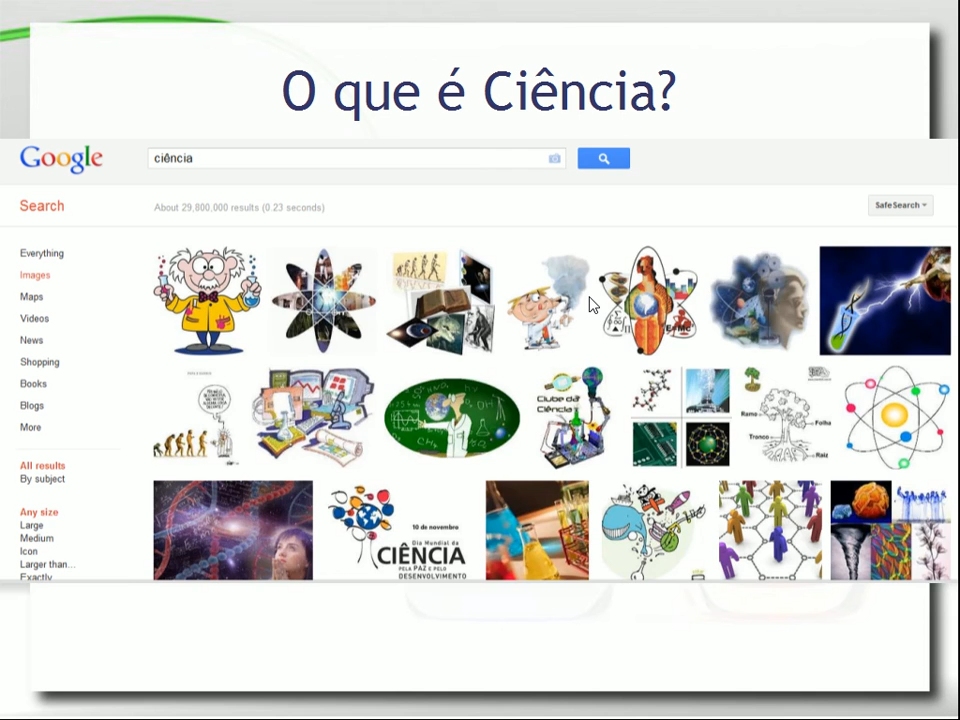 O que é Ciência?
Google
ciência
Search
About 29,800,000 results (0.23 seconds)
SafeSearch
Everything
Images
Maps
Videos
News
Shopping
Books
Blogs
More
All results
By subject
Any size
Large
Medium
Icon
Larger than...
Exactly
E=mc
Clube da
Ciência
Ramo
Folha
Tronco
Raiz
10 de novembro
Dia Mundial da
CIÊNCIA
PELA PAZ E PELO
DESENVOLVIMENTO